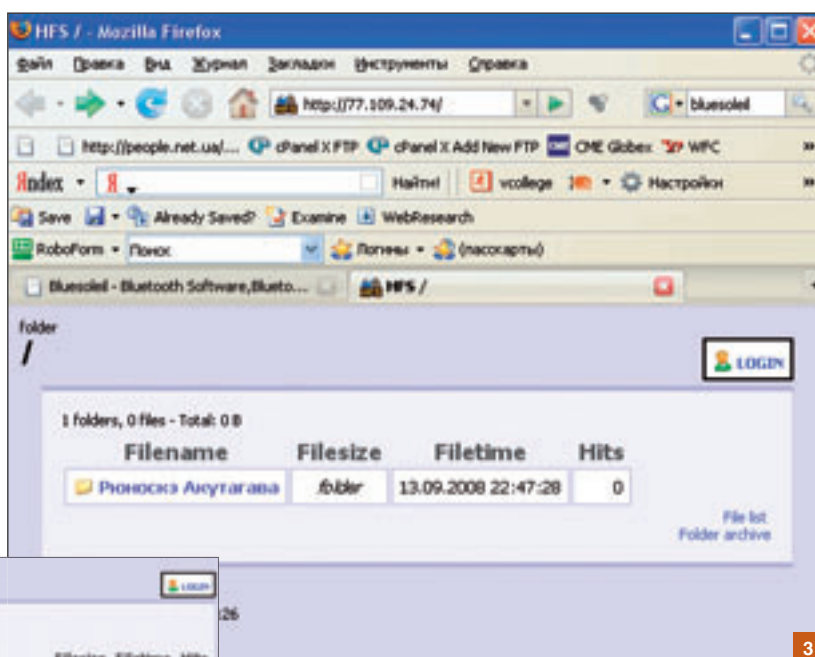 HFS / - Mozilla Firefox
Файл Правка Вид Журнал Закладки Инструменты Справка
http://77.109.24.74/ bluesoleil
http://people.net.ua/... cPanel X FTP cPanel X Add New FTP CME Globex WFC
Яndex Я Найти! vcollege Настройки
Save Already Saved? Examine WebResearch
RoboForm Поиск Логины (пасскарты)
Bluesoleil - Bluetooth Software,Blueto... HFS /
folder
/
LOGIN
1 folders, 0 files - Total: 0 B
Filename Filesize Filetime Hits
Рюноскэ Акутагава folder 13.09.2008 22:47:28 0
File list
Folder archive
LOGIN
:26
Filesize Filetime Hits
3